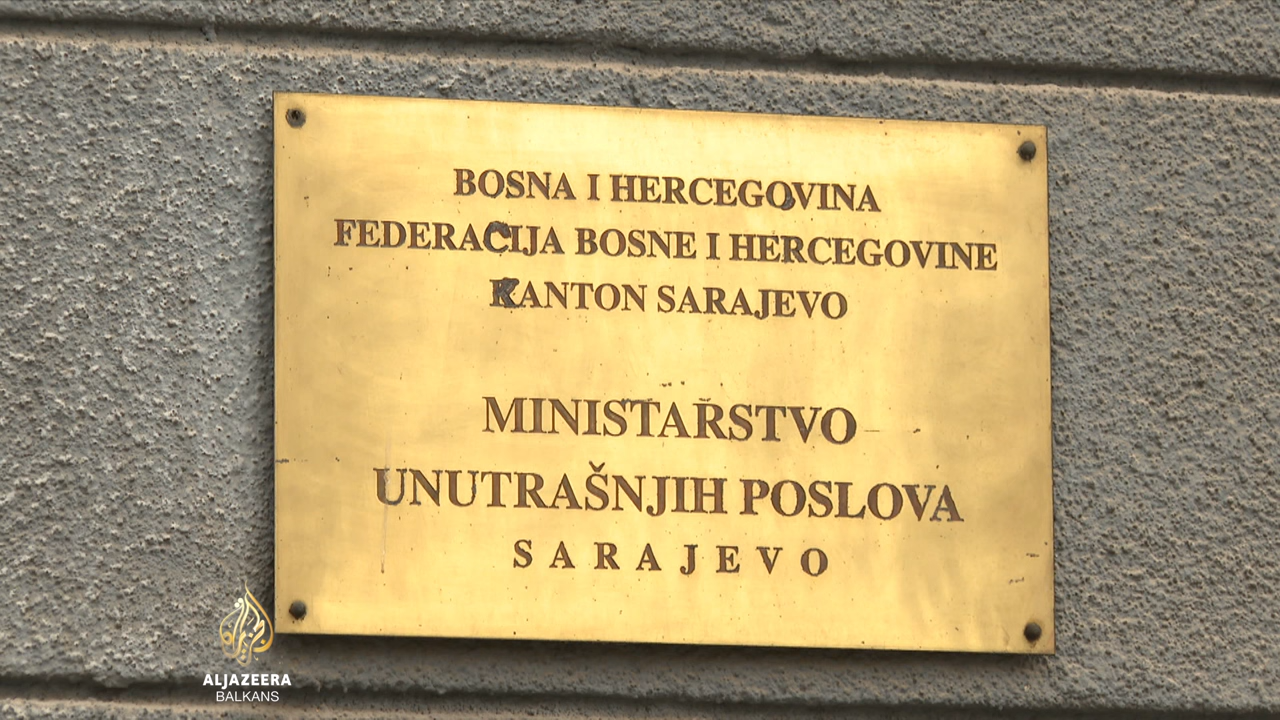 BOSNA I HERCEGOVINA
FEDERACIJA BOSNE I HERCEGOVINE
KANTON SARAJEVO
MINISTARSTVO
UNUTRAŠNJIH POSLOVA
SARAJEVO
ALJAZEERA
BALKANS